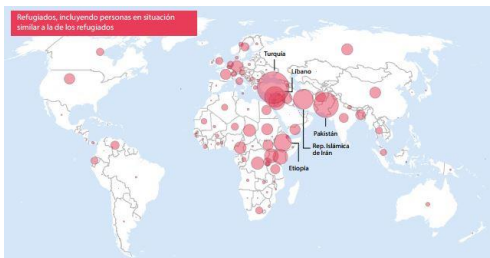 Refugiados, incluyendo personas en situación
similar a la de los refugiados
Turquía
Líbano
Pakistán
Rep. Islámica
de Irán
Etiopía